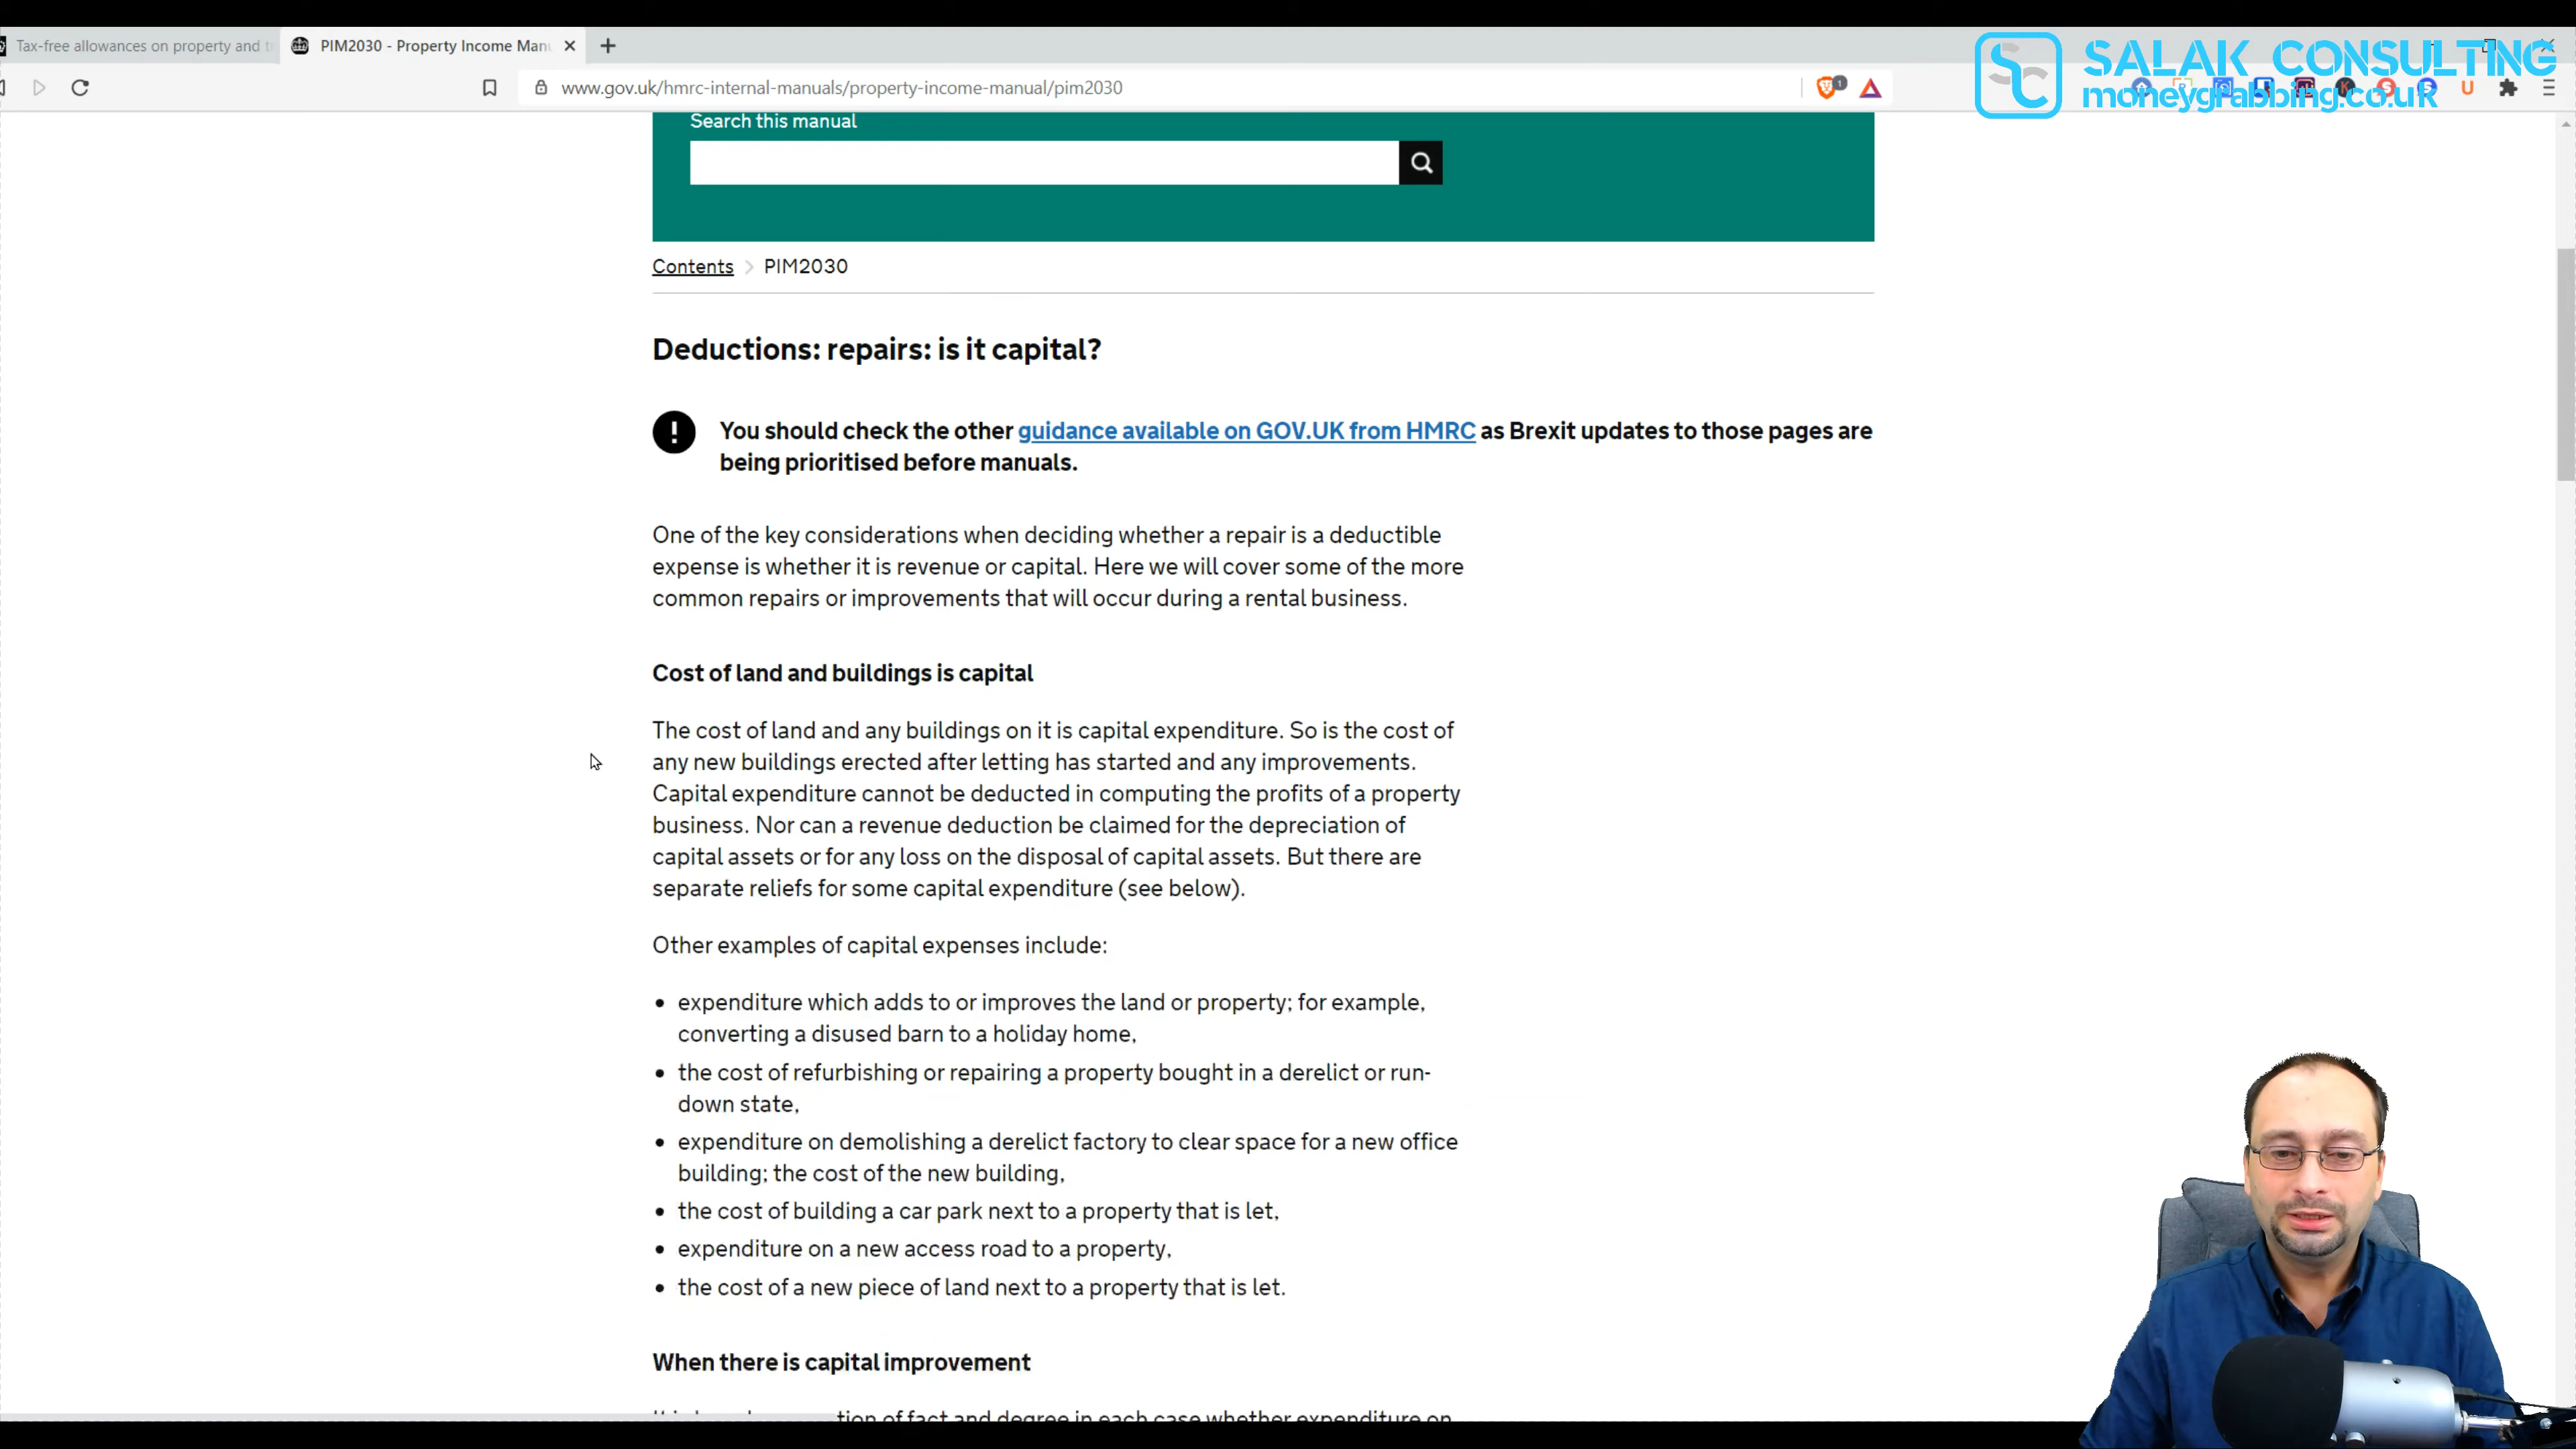 Tax-free allowances on property and t
PIM2030 - Property Income Man
SALAK CONSULTING
www.gov.uk/hmrc-internal-manuals/property-income-manual/pim2030
moneygrabbing.co.uk
Search this manual
Contents > PIM2030
Deductions: repairs: is it capital?
You should check the other guidance available on GOV.UK from HMRC as Brexit updates to those pages are
being prioritised before manuals.
One of the key considerations when deciding whether a repair is a deductible
expense is whether it is revenue or capital. Here we will cover some of the more
common repairs or improvements that will occur during a rental business.
Cost of land and buildings is capital
The cost of land and any buildings on it is capital expenditure. So is the cost of
any new buildings erected after letting has started and any improvements.
Capital expenditure cannot be deducted in computing the profits of a property
business. Nor can a revenue deduction be claimed for the depreciation of
capital assets or for any loss on the disposal of capital assets. But there are
separate reliefs for some capital expenditure (see below).
Other examples of capital expenses include:
• expenditure which adds to or improves the land or property; for example,
converting a disused barn to a holiday home,
• the cost of refurbishing or repairing a property bought in a derelict or run-
down state,
• expenditure on demolishing a derelict factory to clear space for a new office
building; the cost of the new building,
• the cost of building a car park next to a property that is let,
• expenditure on a new access road to a property,
• the cost of a new piece of land next to a property that is let.
When there is capital improvement
tion of fact and degree in each case whether expenditure on